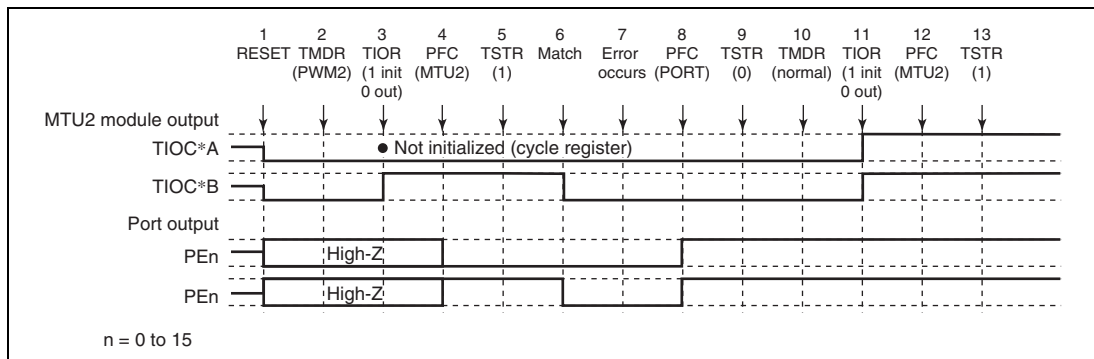 1 2 3 4 5 6 7 8 9 10 11 12 13
RESET TMDR TIOR PFC TSTR Match Error PFC TSTR TMDR TIOR PFC TSTR
(PWM2) (1 init (MTU2) (1) occurs (PORT) (0) (normal) (1 init (MTU2) (1)
0 out) 0 out)
MTU2 module output
TIOC*A ● Not initialized (cycle register)
TIOC*B
Port output
PEn High-Z
PEn High-Z
n = 0 to 15